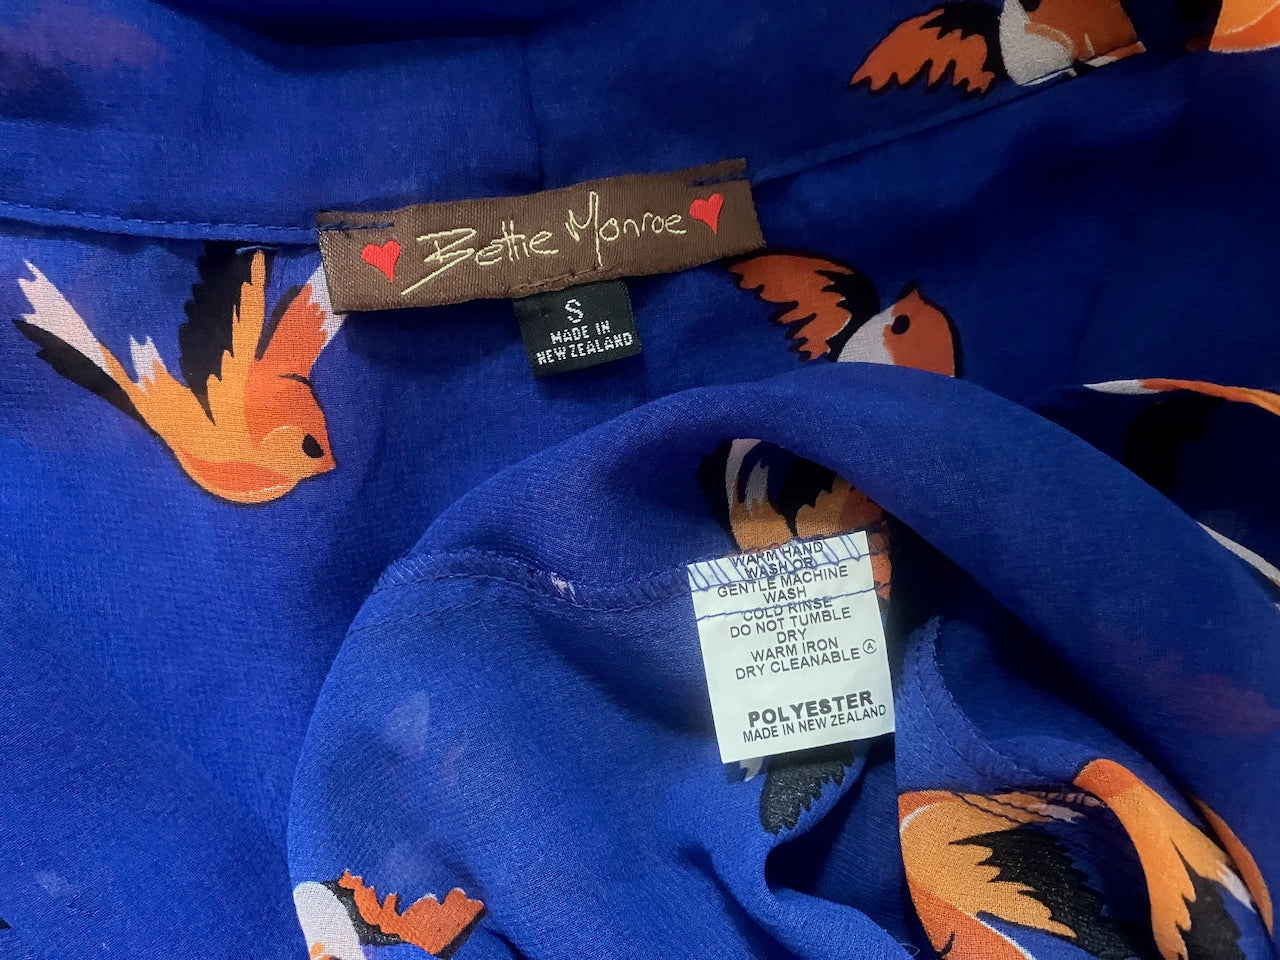 Bettie Monroe
S
MADE IN
NEW ZEALAND
WARM HAND
WASH OR
GENTLE MACHINE
WASH
COLD RINSE
DO NOT TUMBLE
DRY
WARM IRON
DRY CLEANABLE Ⓐ
POLYESTER
MADE IN NEW ZEALAND